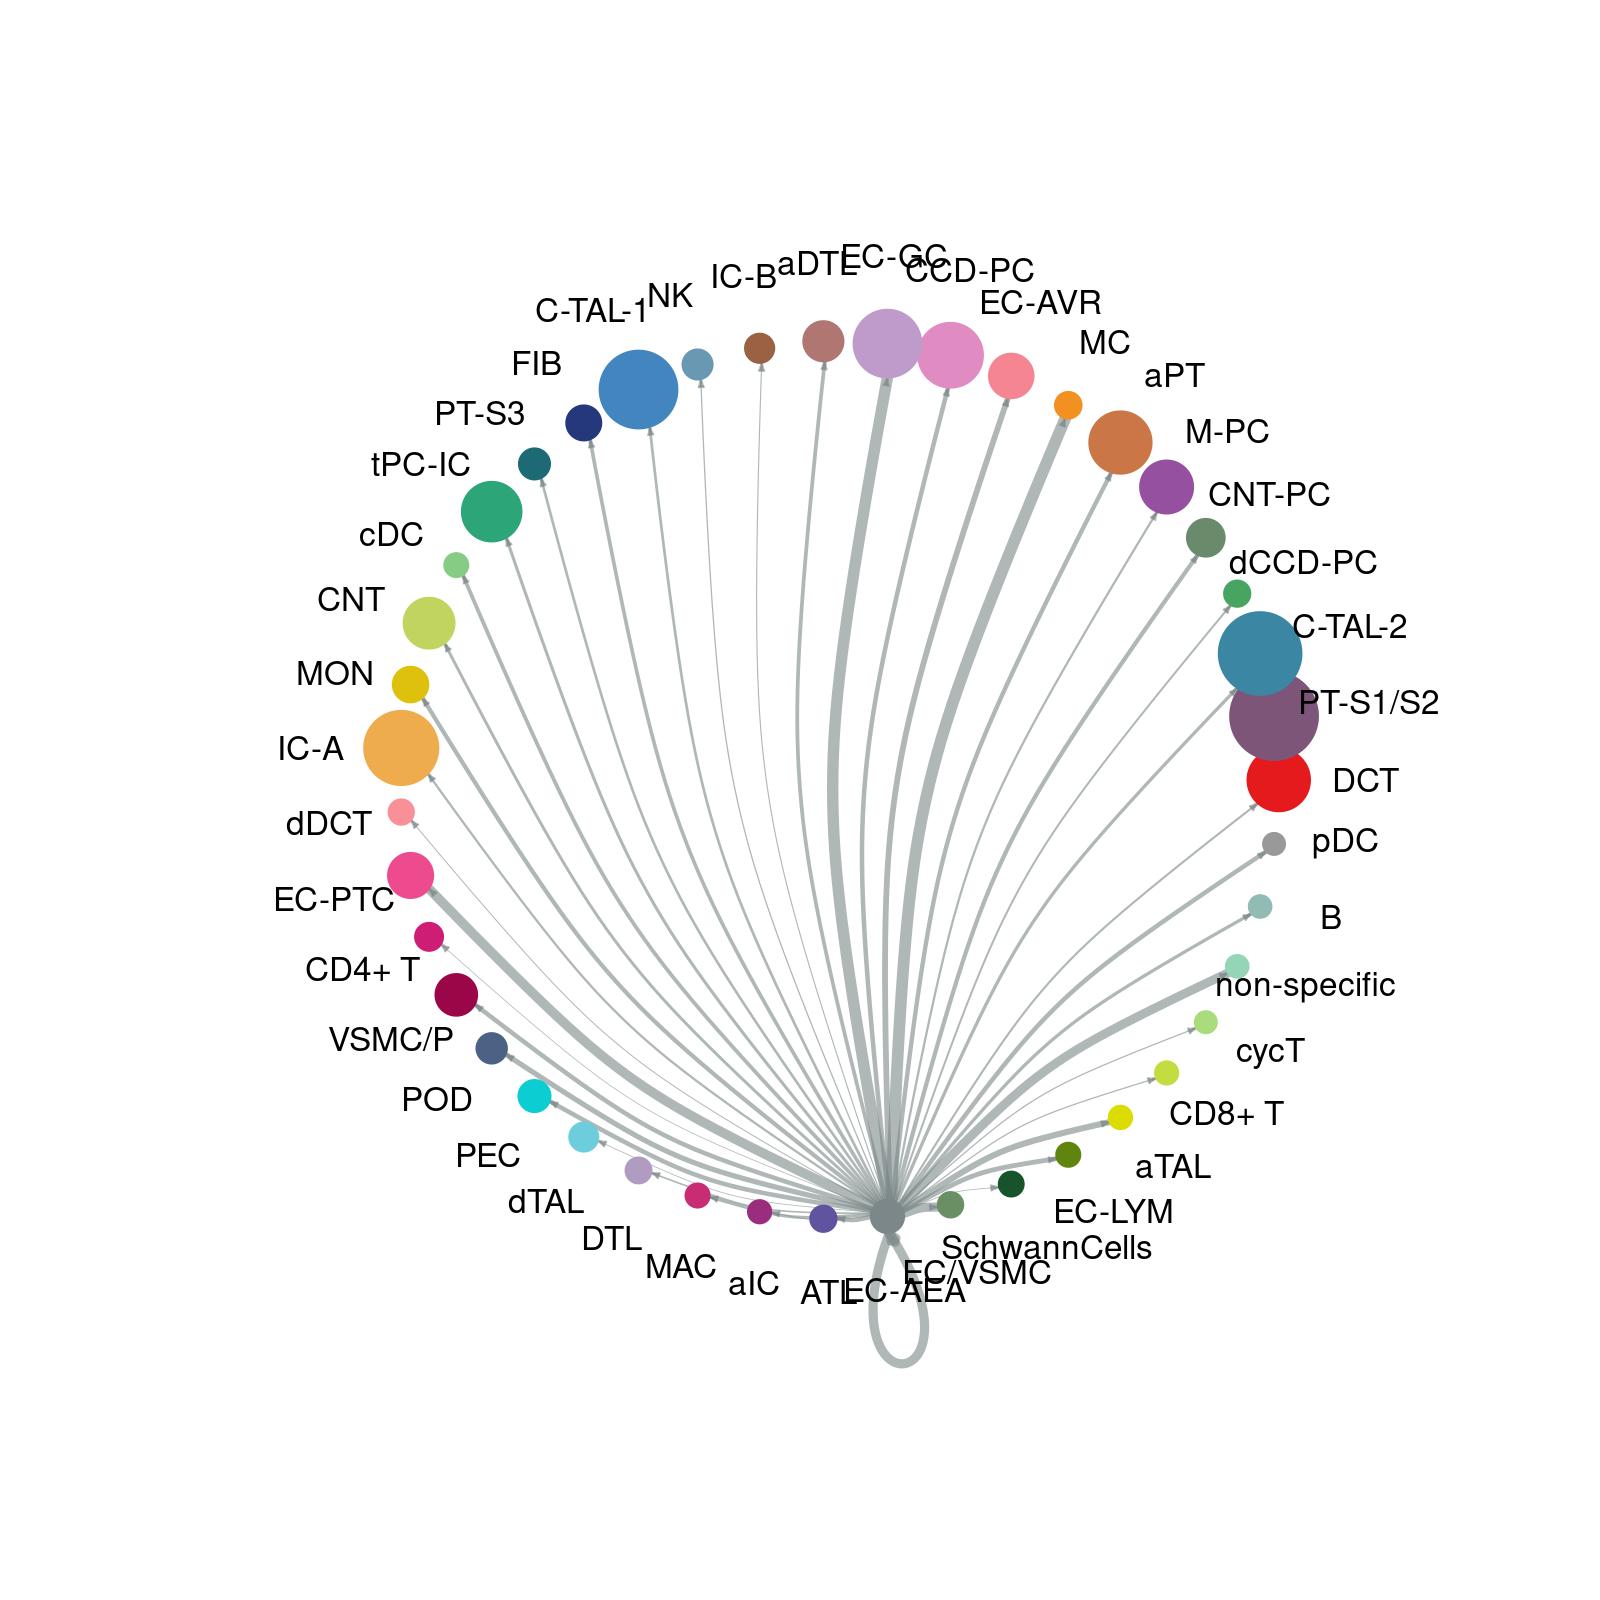 EC-GC
aDTL
CCD-PC
IC-B
NK
EC-AVR
C-TAL-1
MC
FIB
aPT
PT-S3
M-PC
tPC-IC
CNT-PC
cDC
dCCD-PC
CNT
C-TAL-2
MON
PT-S1/S2
IC-A
DCT
dDCT
pDC
EC-PTC
B
CD4+ T
non-specific
VSMC/P
cycT
POD
CD8+ T
PEC
aTAL
dTAL
EC-LYM
DTL
SchwannCells
MAC
EC/VSMC
aIC
ATL
EC-AEA